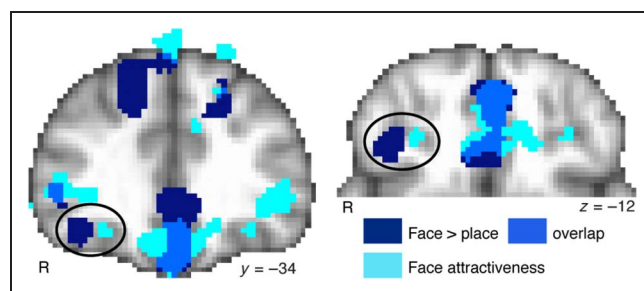 R
y = −34
R
z = −12
Face > place
overlap
Face attractiveness